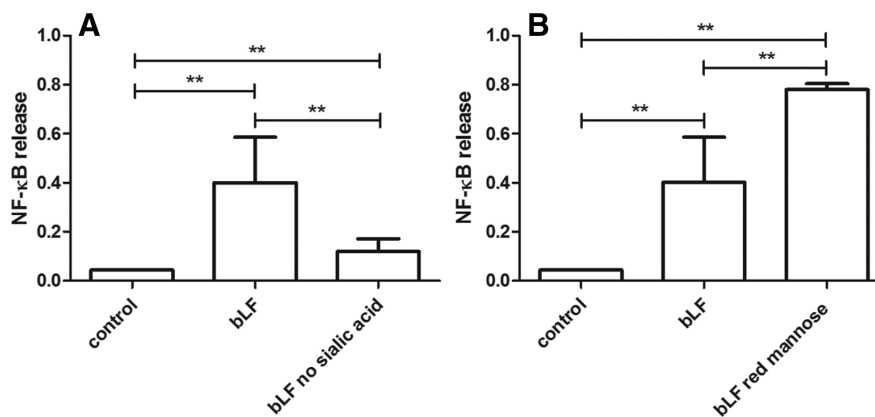 A
NF-κB release
1.0
0.8
0.6
0.4
0.2
0.0
**
**
**
control
bLF
bLF no sialic acid
B
NF-κB release
1.0
0.8
0.6
0.4
0.2
0.0
**
**
**
control
bLF
bLF red mannose